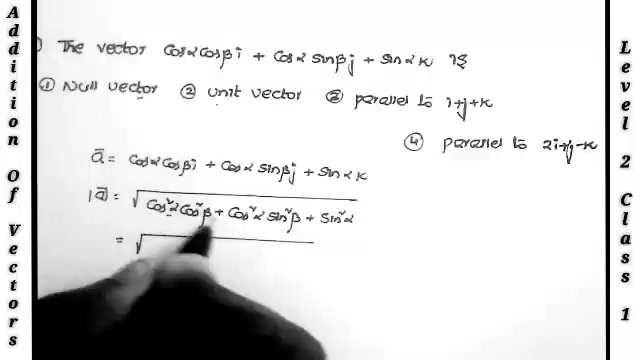 Addition Of Vectors
) The vector cosα cosβ i + cosα sinβ j + sinα k is
① Null vector ② unit vector ③ parallel to i+j+k
④ parallel to 2i+j-k
ā = cosα cosβ i + cosα sinβ j + sinα k
|ā| = √cos²α cos²β + cos²α sin²β + sin²α
= √
Level 2 Class 1